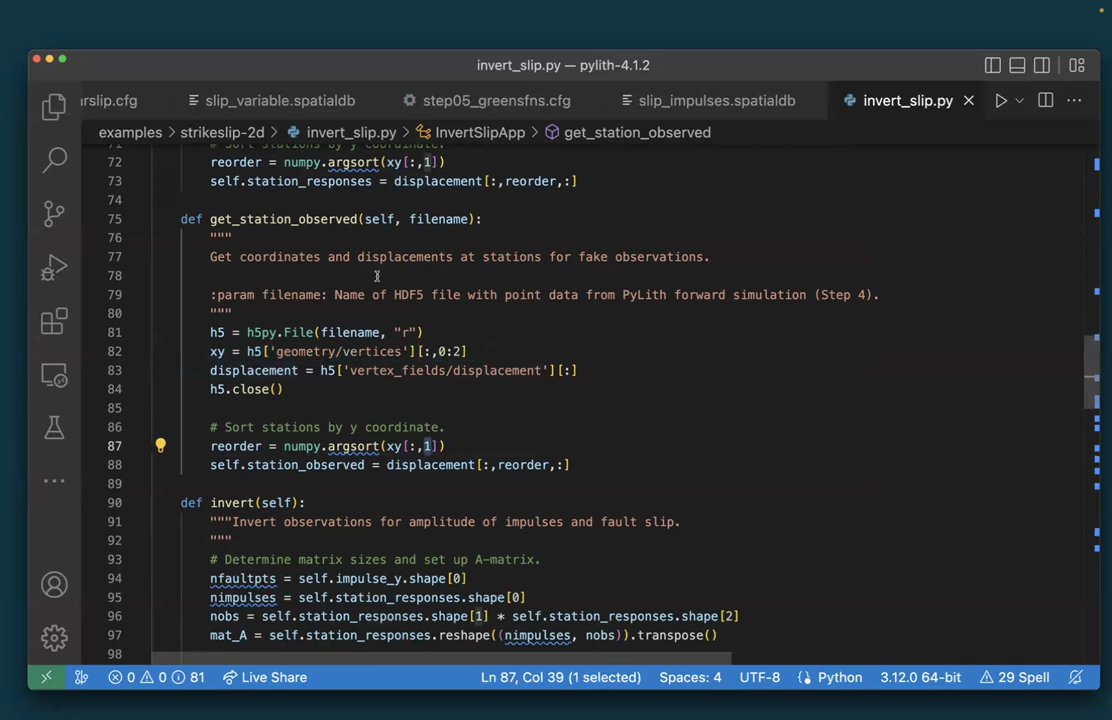 invert_slip.py — pylith-4.1.2
rslip.cfg
slip_variable.spatialdb
step05_greensfns.cfg
slip_impulses.spatialdb
invert_slip.py
examples > strikeslip-2d > invert_slip.py > InvertSlipApp > get_station_observed
71 # Sort stations by y coordinate.
72 reorder = numpy.argsort(xy[:,1])
73 self.station_responses = displacement[:,reorder,:]
74
75 def get_station_observed(self, filename):
76 """
77 Get coordinates and displacements at stations for fake observations.
78
79 :param filename: Name of HDF5 file with point data from PyLith forward simulation (Step 4).
80 """
81 h5 = h5py.File(filename, "r")
82 xy = h5['geometry/vertices'][:,0:2]
83 displacement = h5['vertex_fields/displacement'][:]
84 h5.close()
85
86 # Sort stations by y coordinate.
87 reorder = numpy.argsort(xy[:,1])
88 self.station_observed = displacement[:,reorder,:]
89
90 def invert(self):
91 """Invert observations for amplitude of impulses and fault slip.
92 """
93 # Determine matrix sizes and set up A-matrix.
94 nfaultpts = self.impulse_y.shape[0]
95 nimpulses = self.station_responses.shape[0]
96 nobs = self.station_responses.shape[1] * self.station_responses.shape[2]
97 mat_A = self.station_responses.reshape((nimpulses, nobs)).transpose()
98
0 0 81 Live Share Ln 87, Col 39 (1 selected) Spaces: 4 UTF-8 Python 3.12.0 64-bit 29 Spell